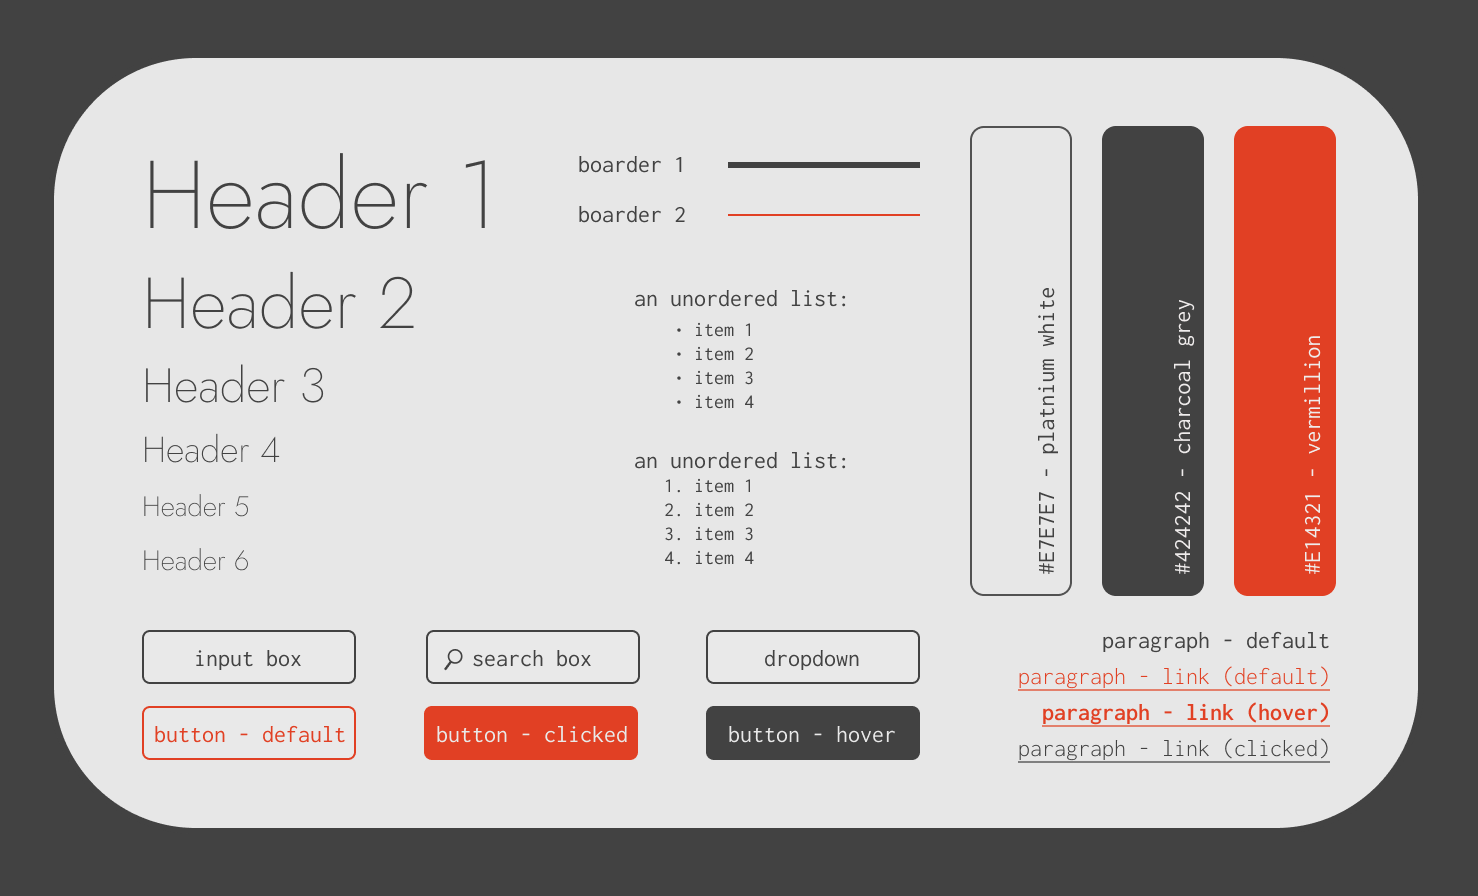 Header 1
Header 2
Header 3
Header 4
Header 5
Header 6
boarder 1
boarder 2
an unordered list:
• item 1
• item 2
• item 3
• item 4
an unordered list:
1. item 1
2. item 2
3. item 3
4. item 4
#E7E7E7 - platnium white
#424242 - charcoal grey
#E14321 - vermillion
input box
search box
dropdown
button - default
button - clicked
button - hover
paragraph - default
paragraph - link (default)
paragraph - link (hover)
paragraph - link (clicked)